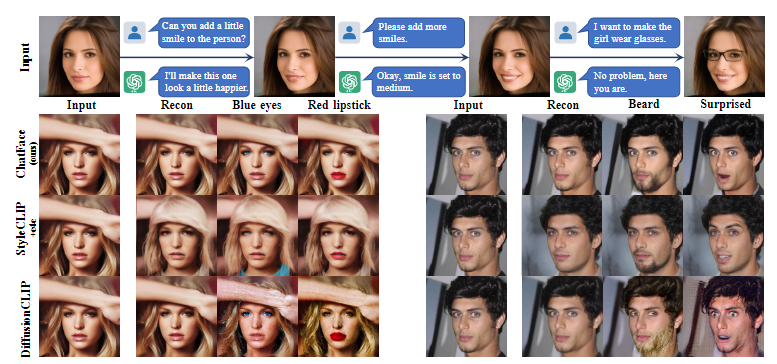 Input
Can you add a little
smile to the person?
I'll make this one
look a little happier.
Please add more
smiles.
Okay, smile is set to
medium.
I want to make the
girl wear glasses.
No problem, here
you are.
Input Recon Blue eyes Red lipstick Input Recon Beard Surprised
ChatFace
(ours)
StyleCLIP
+e4e
DiffusionCLIP